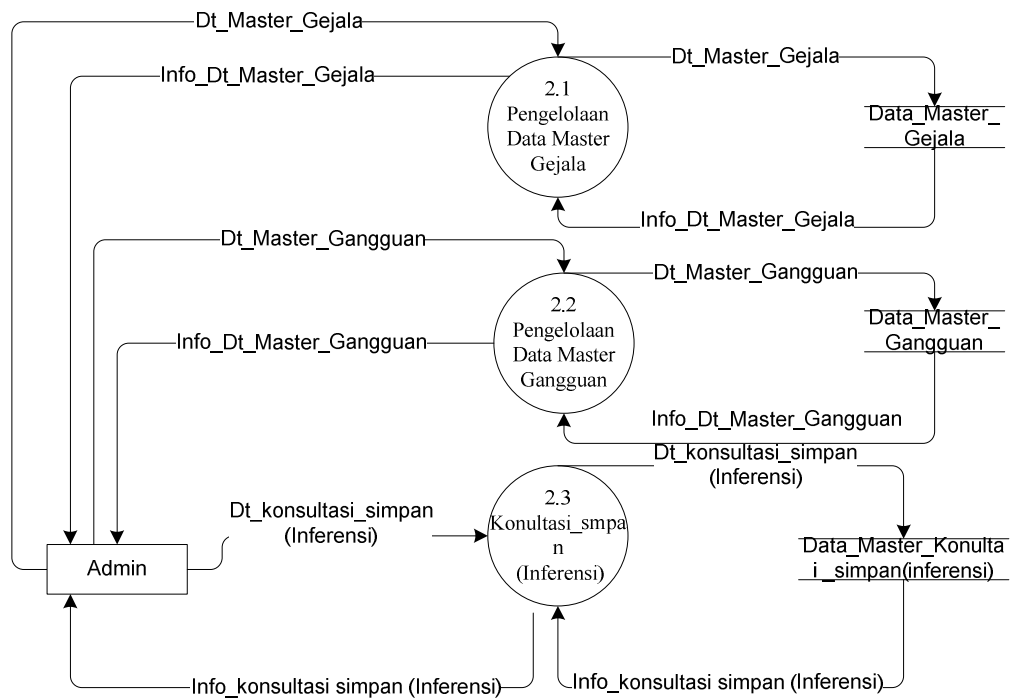 Dt_Master_Gejala
Info_Dt_Master_Gejala
2.1
Pengelolaan
Data Master
Gejala
Dt_Master_Gejala
Data_Master_
Gejala
Info_Dt_Master_Gejala
Dt_Master_Gangguan
Info_Dt_Master_Gangguan
2.2
Pengelolaan
Data Master
Gangguan
Dt_Master_Gangguan
Data_Master_
Gangguan
Info_Dt_Master_Gangguan
Dt_konsultasi_simpan
(Inferensi)
Admin
Dt_konsultasi_simpan
(Inferensi)
2.3
Konultasi_smpa
n
(Inferensi)
Data_Master_Konulta
i_simpan(inferensi)
Info_konsultasi simpan (Inferensi)
Info_konsultasi simpan (Inferensi)